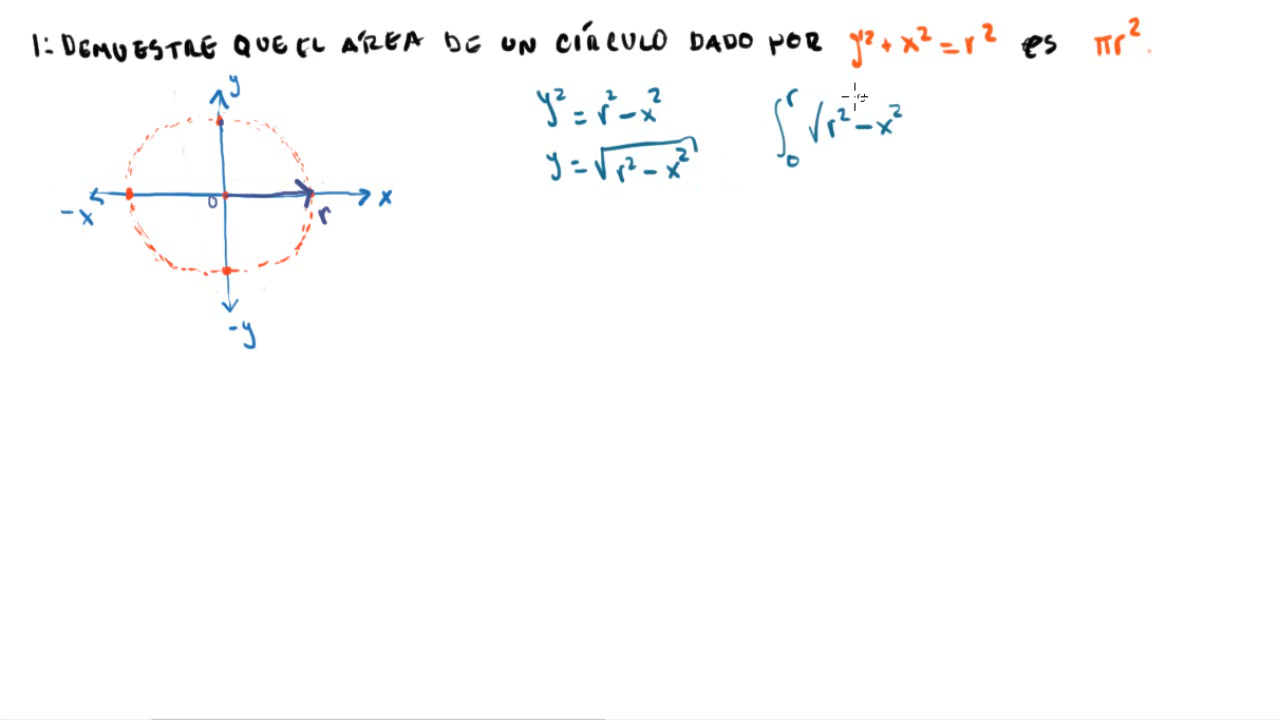 1: DEMUESTRE QUE EL ÁREA DE UN CÍRCULO DADO POR y² + x² = r² es πr².
y
-x
0
r
x
-y
y² = r² - x²
y = √(r² - x²)
∫₀ʳ √r² - x²